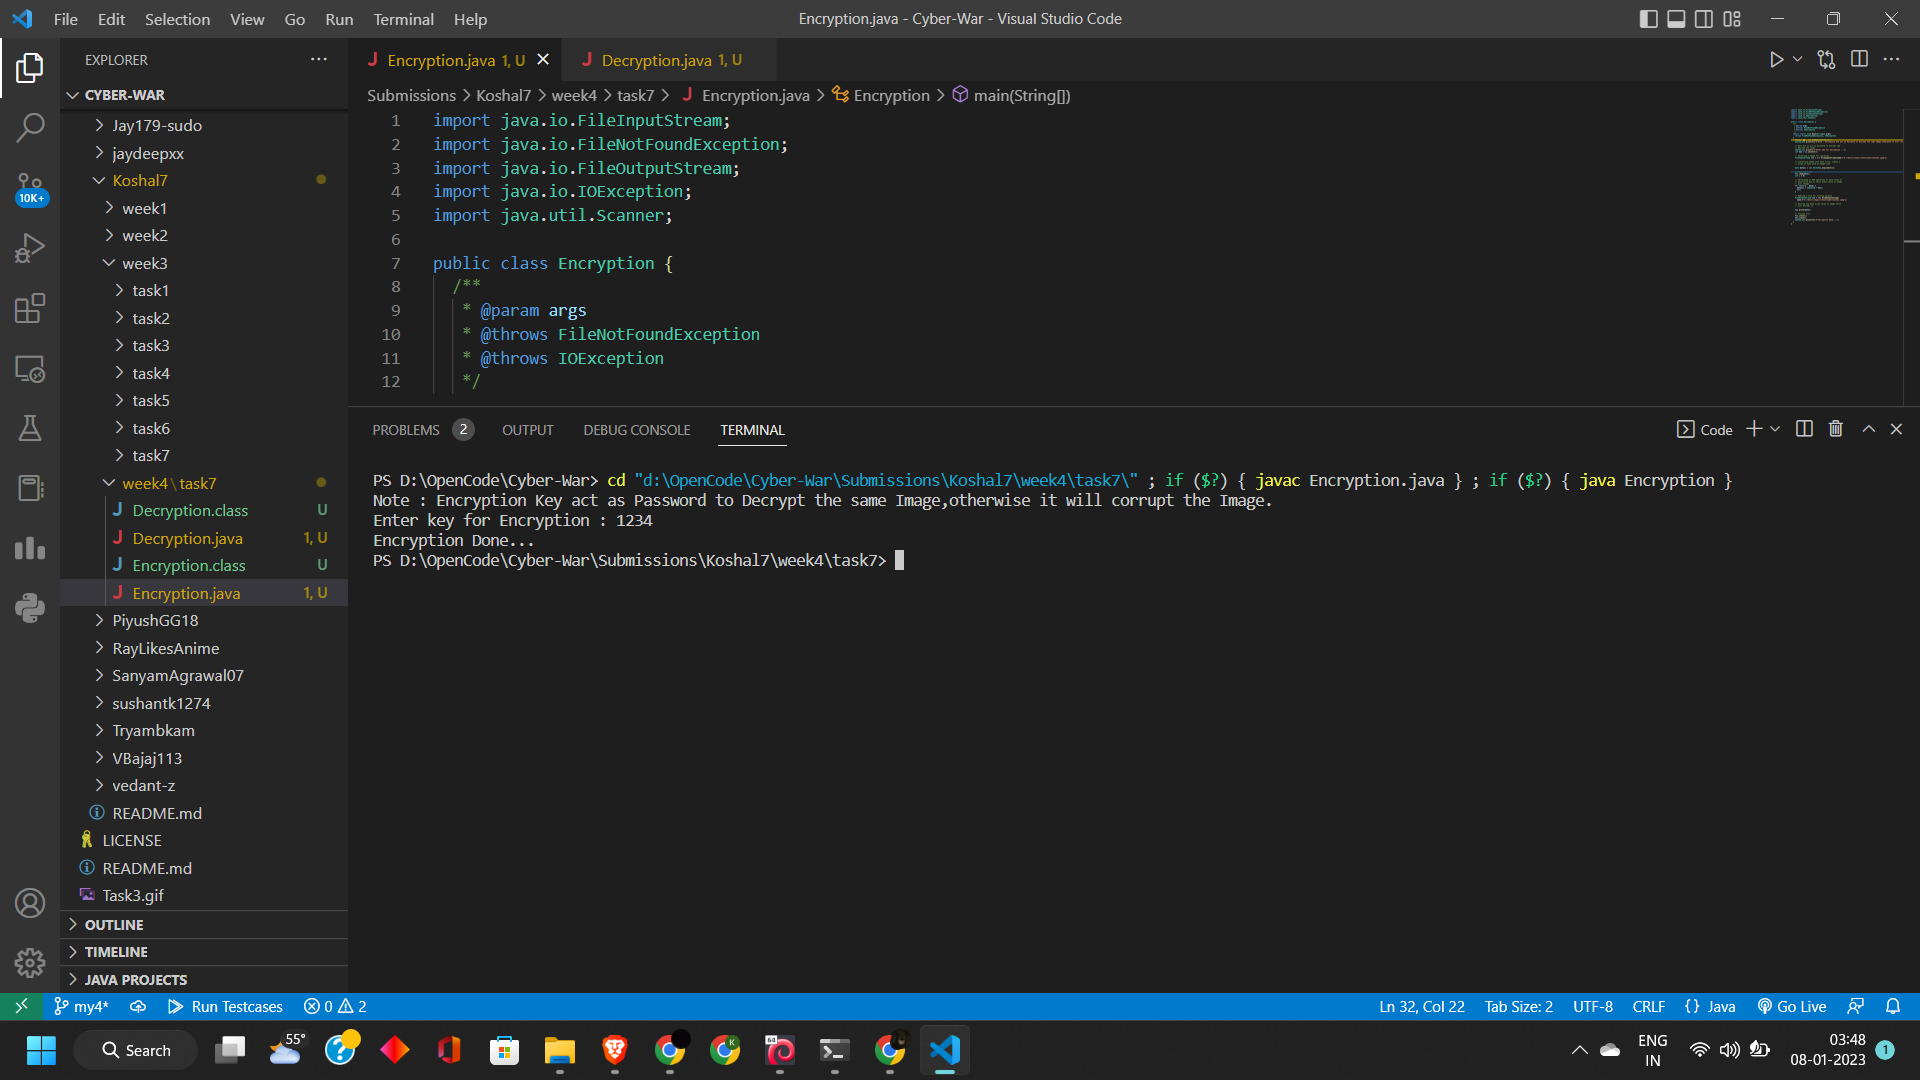 File Edit Selection View Go Run Terminal Help
Encryption.java - Cyber-War - Visual Studio Code
EXPLORER
CYBER-WAR
Jay179-sudo
jaydeepxx
Koshal7
week1
week2
week3
task1
task2
task3
task4
task5
task6
task7
week4\task7
Decryption.class U
Decryption.java 1, U
Encryption.class U
Encryption.java 1, U
PiyushGG18
RayLikesAnime
SanyamAgrawal07
sushantk1274
Tryambkam
VBajaj113
vedant-z
README.md
LICENSE
README.md
Task3.gif
OUTLINE
TIMELINE
JAVA PROJECTS
10K+
Encryption.java 1, U
Decryption.java 1, U
Submissions > Koshal7 > week4 > task7 > Encryption.java > Encryption > main(String[])
1 import java.io.FileInputStream;
2 import java.io.FileNotFoundException;
3 import java.io.FileOutputStream;
4 import java.io.IOException;
5 import java.util.Scanner;
6
7 public class Encryption {
8 /**
9 * @param args
10 * @throws FileNotFoundException
11 * @throws IOException
12 */
PROBLEMS 2 OUTPUT DEBUG CONSOLE TERMINAL
Code
PS D:\OpenCode\Cyber-War> cd "d:\OpenCode\Cyber-War\Submissions\Koshal7\week4\task7\" ; if ($?) { javac Encryption.java } ; if ($?) { java Encryption }
Note : Encryption Key act as Password to Decrypt the same Image,otherwise it will corrupt the Image.
Enter key for Encryption : 1234
Encryption Done...
PS D:\OpenCode\Cyber-War\Submissions\Koshal7\week4\task7>
my4* Run Testcases 0 2
Ln 32, Col 22 Tab Size: 2 UTF-8 CRLF {} Java Go Live
Search
55°
K
64
ENG
IN
03:48
08-01-2023
1